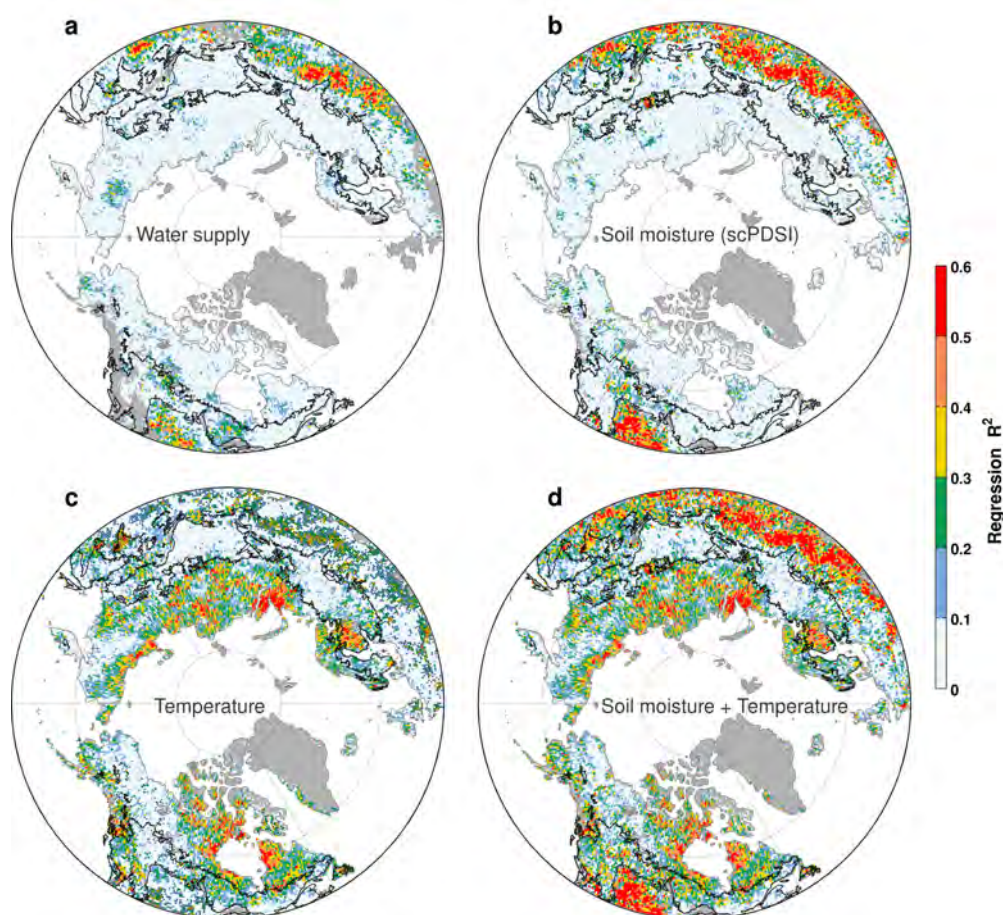 a
b
Water supply
Soil moisture (scPDSI)
c
d
Temperature
Soil moisture + Temperature
0.6
0.5
0.4
0.3
0.2
0.1
0
Regression R²